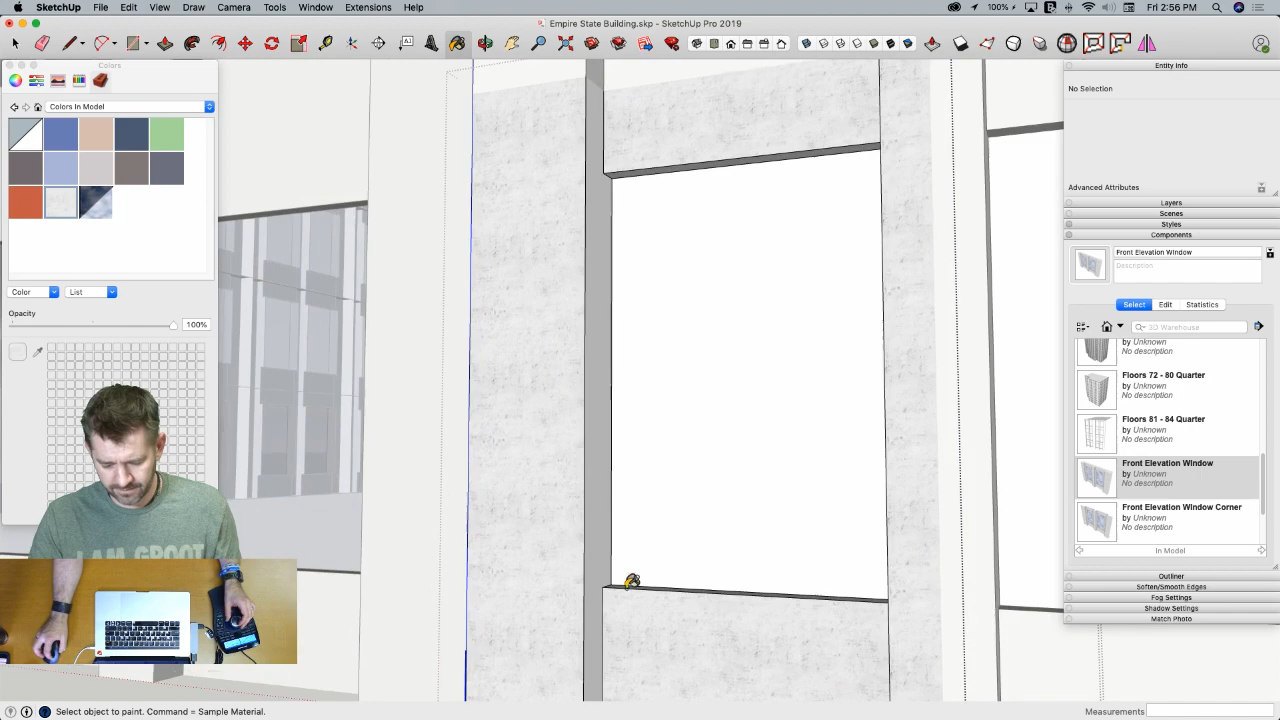 SketchUp File Edit View Camera Draw Tools Window Extensions Help 100% Fri 2:56 PM
Empire State Building.skp - SketchUp Pro 2019
Colors
Entity Info
No Selection
Colors In Model
Advanced Attributes
Layers
Scenes
Styles
Components
Front Elevation Window
Description
Color List
Select Edit Statistics
Opacity
100%
3D Warehouse
by Unknown
No description
Floors 72 - 80 Quarter
by Unknown
No description
Floors 81 - 84 Quarter
by Unknown
No description
Front Elevation Window
by Unknown
No description
Front Elevation Window Corner
by Unknown
No description
In Model
Outliner
Soften/Smooth Edges
Fog Settings
Shadow Settings
Match Photo
I AM GROOT
Select object to paint. Command = Sample Material.
Measurements